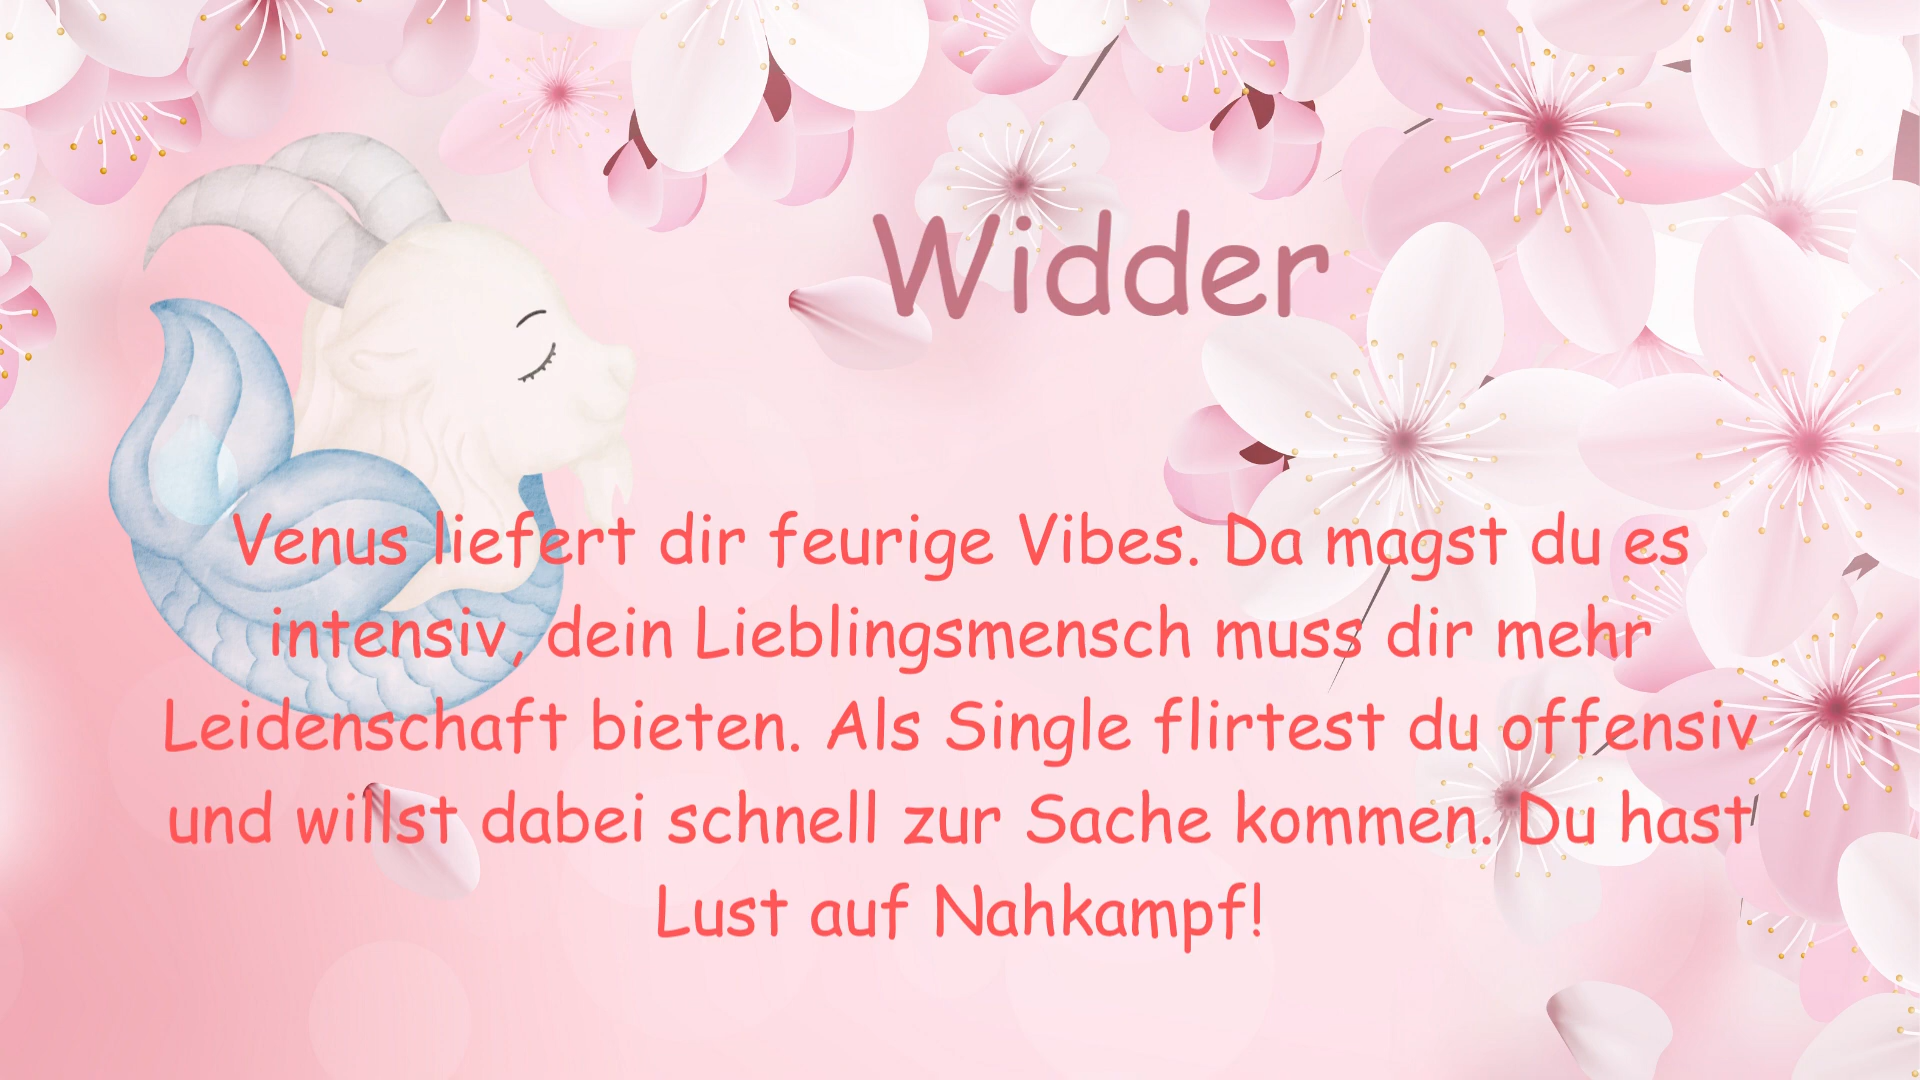 Widder
Venus liefert dir feurige Vibes. Da magst du es
intensiv, dein Lieblingsmensch muss dir mehr
Leidenschaft bieten. Als Single flirtest du offensiv
und willst dabei schnell zur Sache kommen. Du hast
Lust auf Nahkampf!